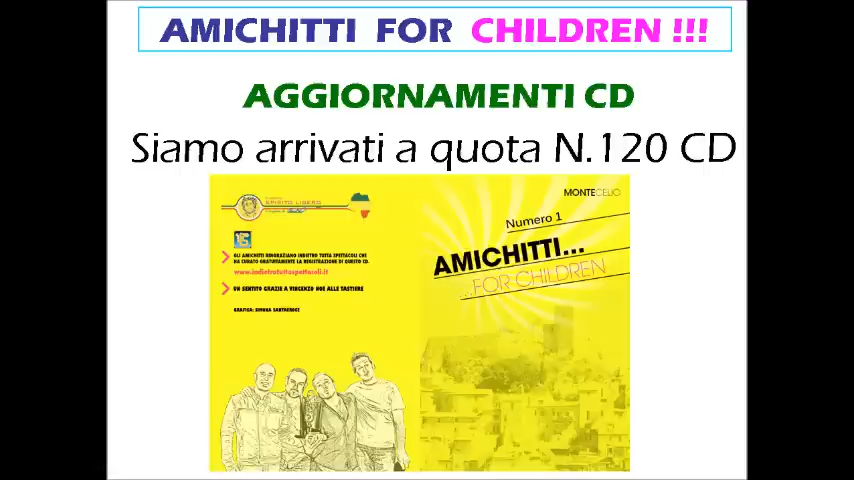 AMICHITTI FOR CHILDREN !!!
AGGIORNAMENTI CD
Siamo arrivati a quota N.120 CD
SPIRITO LIBERO
MONTECELIO
Numero 1
AMICHITTI...
...FOR CHILDREN
GLI AMICHITTI RINGRAZIANO INDIETRO TUTTA SPETTACOLI CHE
HA CURATO GRATUITAMENTE LA REGISTRAZIONE DI QUESTO CD.
www.indietrotuttaspettacoli.it
UN SENTITO GRAZIE A VINCENZO NOE ALLE TASTIERE
GRAFICA: SIMONA SANTACROCE